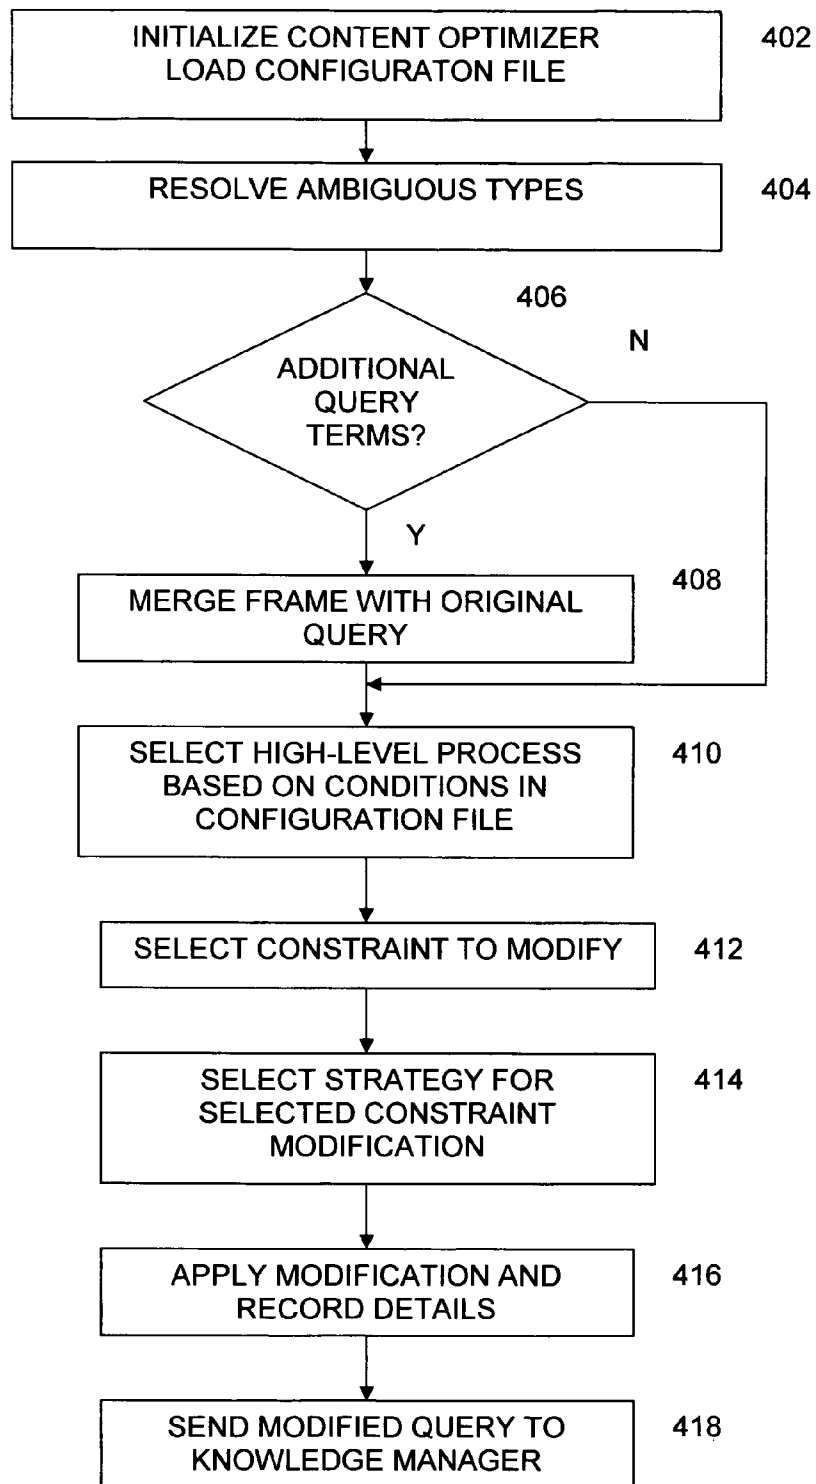 INITIALIZE CONTENT OPTIMIZER
LOAD CONFIGURATON FILE
402
RESOLVE AMBIGUOUS TYPES
404
406
N
ADDITIONAL
QUERY
TERMS?
Y
408
MERGE FRAME WITH ORIGINAL
QUERY
SELECT HIGH-LEVEL PROCESS
BASED ON CONDITIONS IN
CONFIGURATION FILE
410
SELECT CONSTRAINT TO MODIFY
412
SELECT STRATEGY FOR
SELECTED CONSTRAINT
MODIFICATION
414
APPLY MODIFICATION AND
RECORD DETAILS
416
SEND MODIFIED QUERY TO
KNOWLEDGE MANAGER
418